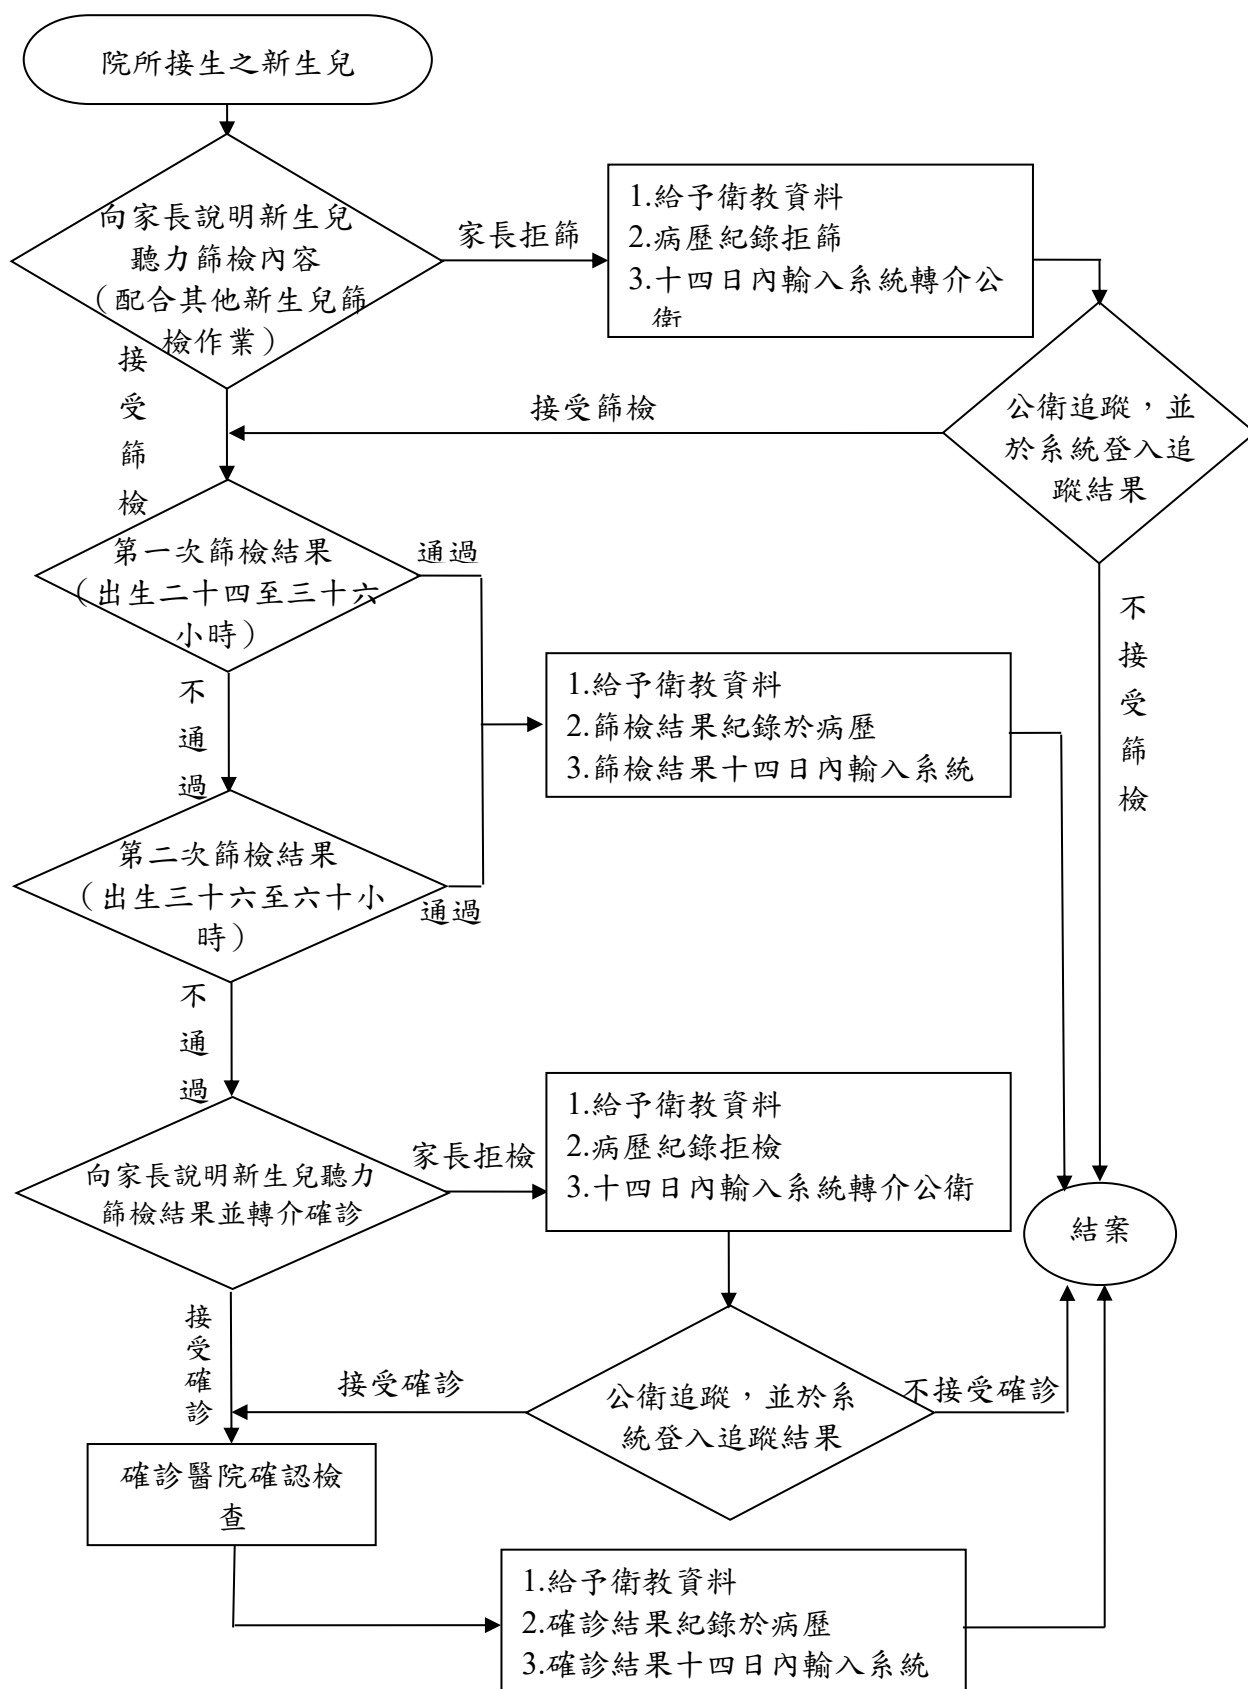 院所接生之新生兒
向家長說明新生兒
聽力篩檢內容
（配合其他新生兒篩
檢作業）
家長拒篩
1.給予衛教資料
2.病歷紀錄拒篩
3.十四日內輸入系統轉介公
衛
接
受
篩
檢
接受篩檢
公衛追蹤，並
於系統登入追
蹤結果
第一次篩檢結果
（出生二十四至三十六
小時）
通過
不
接
受
篩
檢
不
通
過
1.給予衛教資料
2.篩檢結果紀錄於病歷
3.篩檢結果十四日內輸入系統
第二次篩檢結果
（出生三十六至六十小
時）
通過
不
通
過
向家長說明新生兒聽力
篩檢結果並轉介確診
家長拒檢
1.給予衛教資料
2.病歷紀錄拒檢
3.十四日內輸入系統轉介公衛
結案
接
受
確
診
接受確診
公衛追蹤，並於系
統登入追蹤結果
不接受確診
確診醫院確認檢
查
1.給予衛教資料
2.確診結果紀錄於病歷
3.確診結果十四日內輸入系統